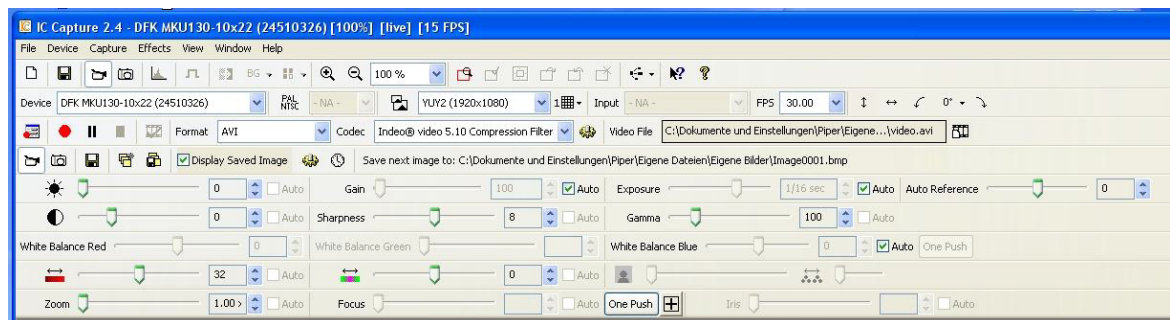 IC Capture 2.4 - DFK MKU130-10x22 (24510326) [100%] [live] [15 FPS]
File Device Capture Effects View Window Help
BG 100 %
Device DFK MKU130-10x22 (24510326) PAL NTSC - NA - YUY2 (1920x1080) 1 Input - NA - FPS 30.00 0°
Format AVI Codec Indeo® video 5.10 Compression Filter Video File C:\Dokumente und Einstellungen\Piper\Eigene...\video.avi
Display Saved Image Save next image to: C:\Dokumente und Einstellungen\Piper\Eigene Dateien\Eigene Bilder\Image0001.bmp
0 Auto Gain 100 Auto Exposure 1/16 sec Auto Auto Reference 0
0 Auto Sharpness 8 Auto Gamma 100 Auto
White Balance Red 0 White Balance Green White Balance Blue 0 Auto One Push
32 Auto 0 Auto
Zoom 1.00 Auto Focus Auto One Push Iris Auto